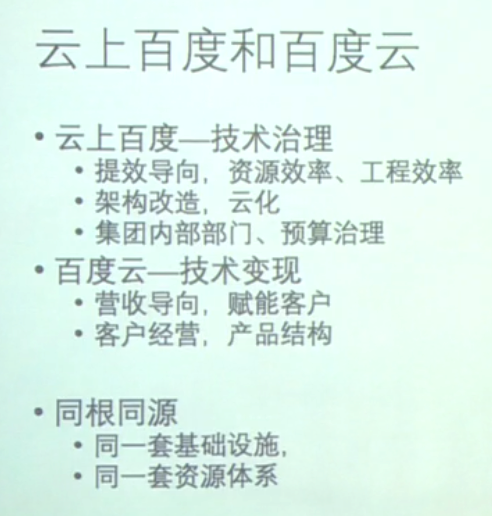 云上百度和百度云
• 云上百度—技术治理
• 提效导向，资源效率、工程效率
• 架构改造，云化
• 集团内部部门、预算治理
• 百度云—技术变现
• 营收导向，赋能客户
• 客户经营，产品结构
• 同根同源
• 同一套基础设施，
• 同一套资源体系